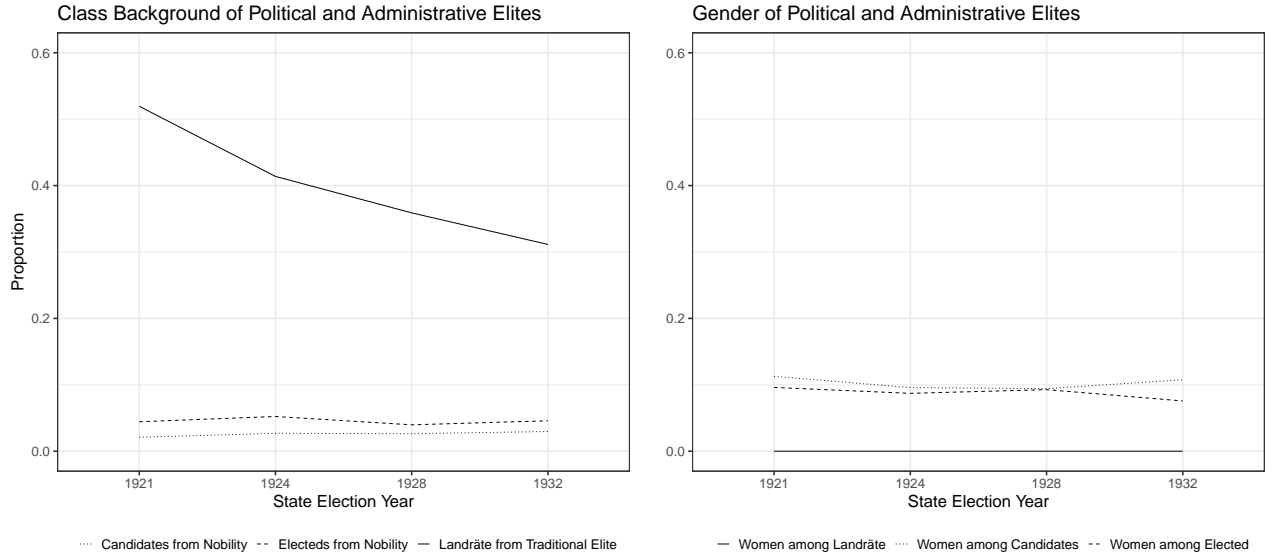 Class Background of Political and Administrative Elites
0.6
0.4
0.2
0.0
Proportion
1921 1924 1928 1932
State Election Year
Candidates from Nobility Electeds from Nobility Landräte from Traditional Elite
Gender of Political and Administrative Elites
0.6
0.4
0.2
0.0
1921 1924 1928 1932
State Election Year
Women among Landräte Women among Candidates Women among Elected